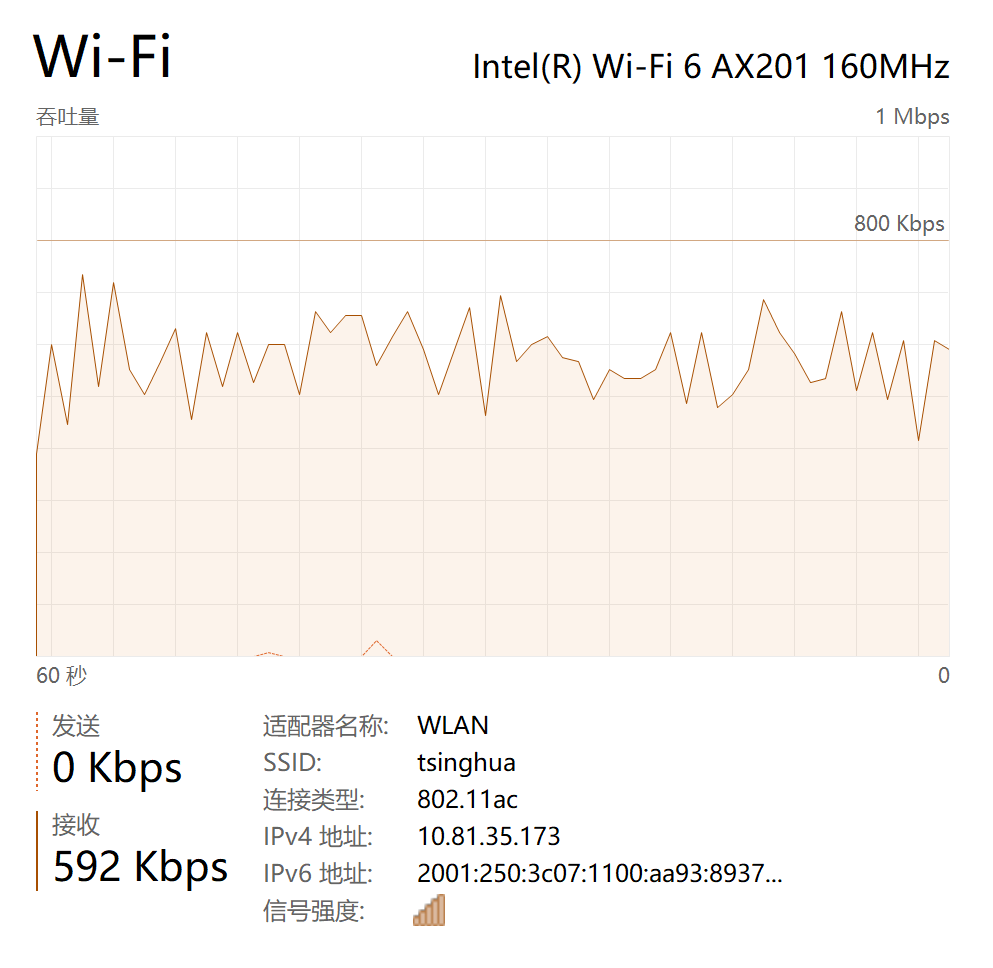 Wi-Fi
Intel(R) Wi-Fi 6 AX201 160MHz
吞吐量
1 Mbps
800 Kbps
60 秒
0
发送
0 Kbps
接收
592 Kbps
适配器名称: WLAN
SSID: tsinghua
连接类型: 802.11ac
IPv4 地址: 10.81.35.173
IPv6 地址: 2001:250:3c07:1100:aa93:8937...
信号强度: